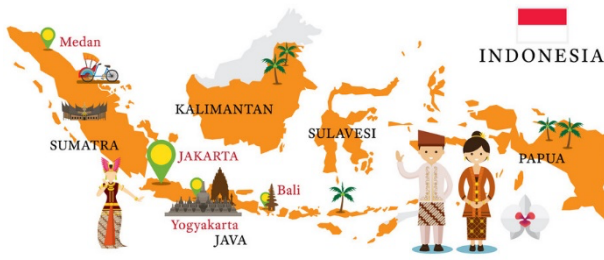 Medan
INDONESIA
KALIMANTAN
SULAVESI
SUMATRA
JAKARTA
PAPUA
Bali
Yogyakarta
JAVA